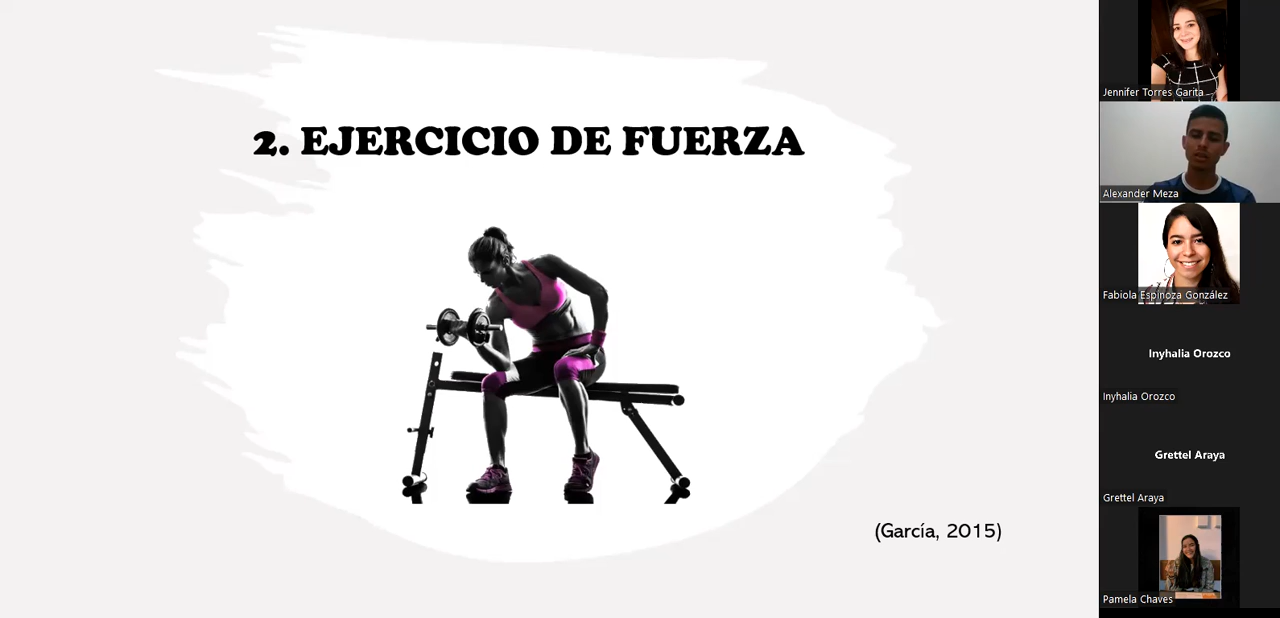 2. EJERCICIO DE FUERZA
(García, 2015)
Jennifer Torres Garita
Alexander Meza
Fabiola Espinoza González
Inyhalia Orozco
Inyhalia Orozco
Grettel Araya
Grettel Araya
Pamela Chaves